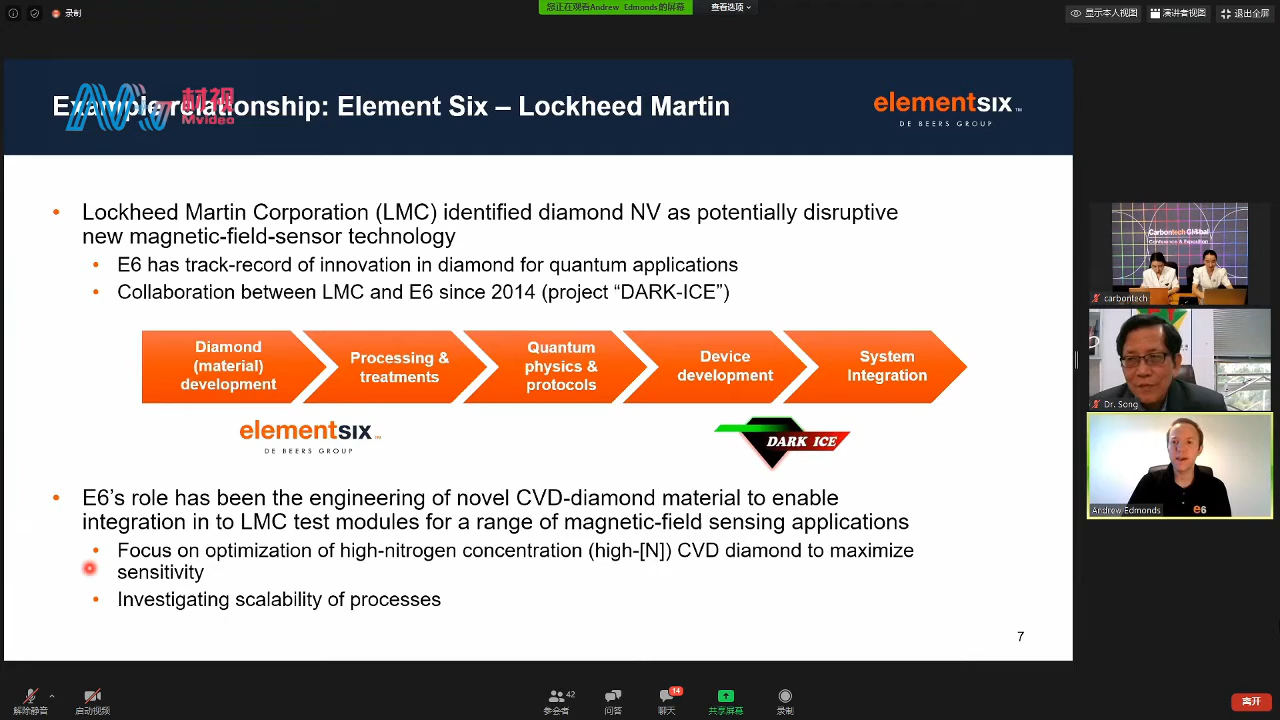 录制
您正在观看Andrew Edmonds的屏幕
查看选项
显示本人视图
演讲者视图
退出全屏
Example relationship: Element Six – Lockheed Martin
村视
Mvideo
elementsix™
DE BEERS GROUP
• Lockheed Martin Corporation (LMC) identified diamond NV as potentially disruptive
new magnetic-field-sensor technology
• E6 has track-record of innovation in diamond for quantum applications
• Collaboration between LMC and E6 since 2014 (project “DARK-ICE”)
Diamond
(material)
development
Processing &
treatments
Quantum
physics &
protocols
Device
development
System
Integration
elementsix™
DE BEERS GROUP
DARK ICE
• E6’s role has been the engineering of novel CVD-diamond material to enable
integration in to LMC test modules for a range of magnetic-field sensing applications
• Focus on optimization of high-nitrogen concentration (high-[N]) CVD diamond to maximize
sensitivity
• Investigating scalability of processes
7
Carbontech Global
Conference & Exposition
carbontech
Dr. Song
e6
Andrew Edmonds
解除静音
启动视频
42
参会者
问答
14
聊天
共享屏幕
录制
离开